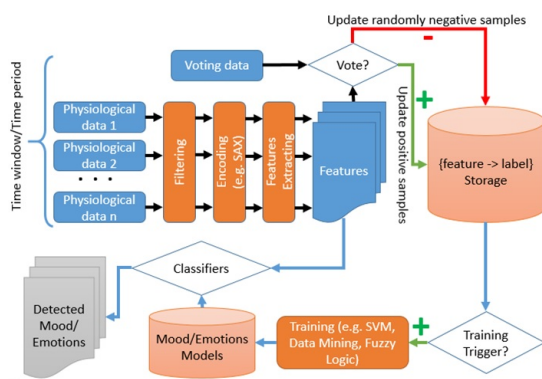 Update randomly negative samples
-
Time window/Time period
Voting data
Vote?
+
Update positive samples
Physiological
data 1
Physiological
data 2
. . .
Physiological
data n
Filtering
Encoding
(e.g. SAX)
Features
Extracting
Features
{feature -> label}
Storage
Classifiers
Detected
Mood/
Emotions
Mood/Emotions
Models
Training (e.g. SVM,
Data Mining, Fuzzy
Logic)
+
Training
Trigger?